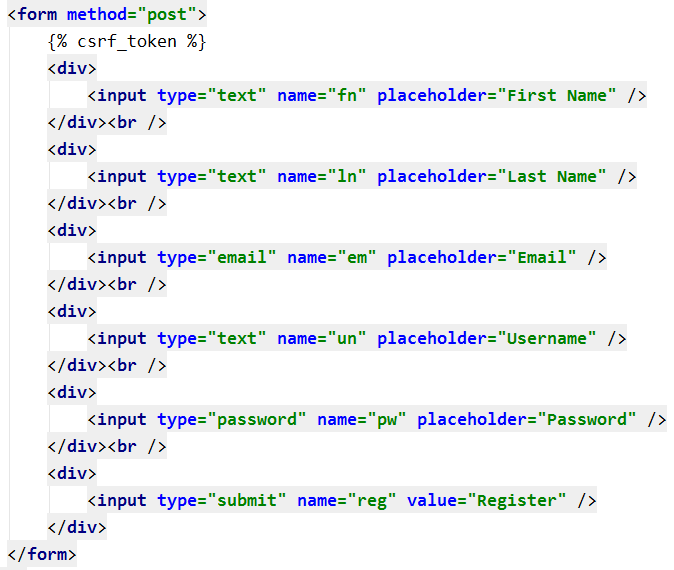 <form method="post">
{% csrf_token %}
<div>
<input type="text" name="fn" placeholder="First Name" />
</div><br />
<div>
<input type="text" name="ln" placeholder="Last Name" />
</div><br />
<div>
<input type="email" name="em" placeholder="Email" />
</div><br />
<div>
<input type="text" name="un" placeholder="Username" />
</div><br />
<div>
<input type="password" name="pw" placeholder="Password" />
</div><br />
<div>
<input type="submit" name="reg" value="Register" />
</div>
</form>